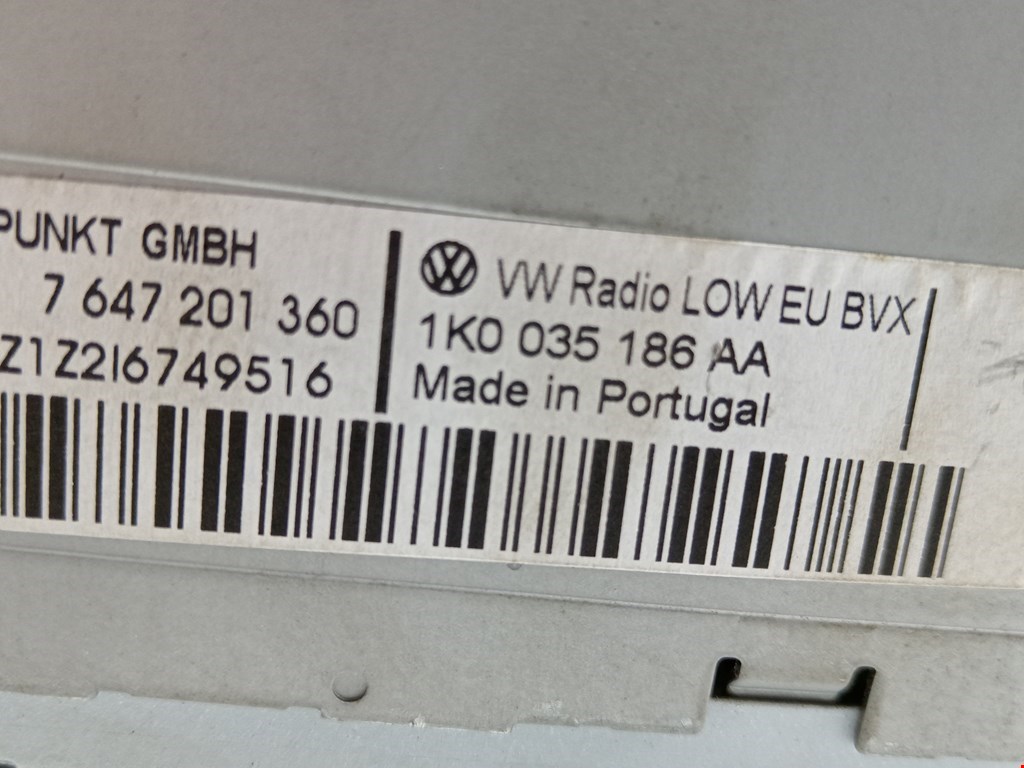 PUNKT GMBH
7 647 201 360
Z1Z2I6749516
VW Radio LOW EU BVX
1K0 035 186 AA
Made in Portugal